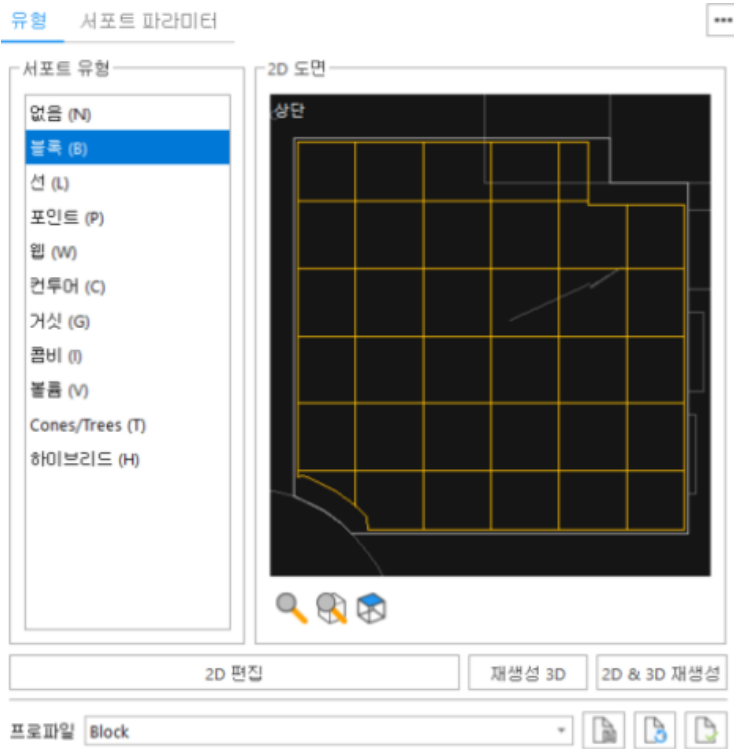 유형 서포트 파라미터
서포트 유형
2D 도면
없음 (N)
블록 (B)
선 (L)
포인트 (P)
웹 (W)
컨투어 (C)
거싯 (G)
콤비 (I)
볼륨 (V)
Cones/Trees (T)
하이브리드 (H)
상단
2D 편집 재생성 3D 2D & 3D 재생성
프로파일 Block